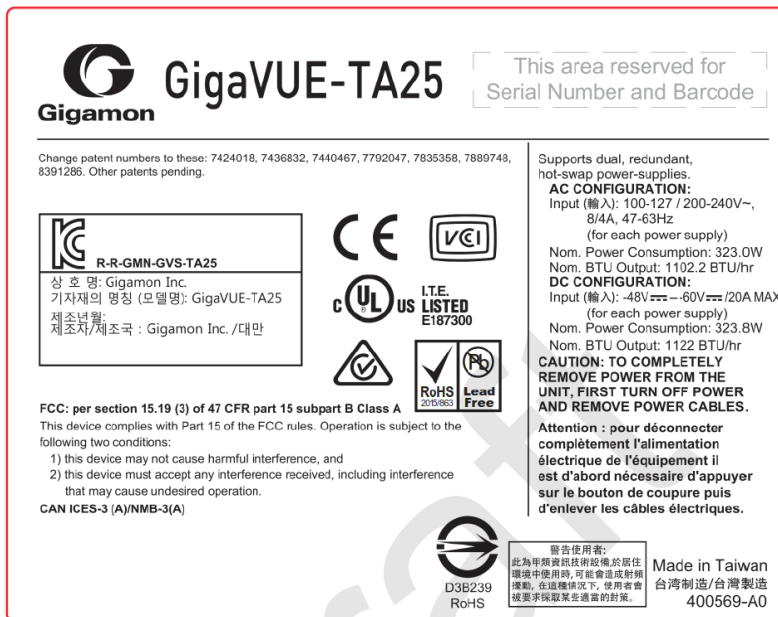 Gigamon
GigaVUE-TA25
This area reserved for
Serial Number and Barcode
Change patent numbers to these: 7424018, 7436832, 7440467, 7792047, 7835358, 7889748,
8391286. Other patents pending.
R-R-GMN-GVS-TA25
상 호 명: Gigamon Inc.
기자재의 명칭 (모델명): GigaVUE-TA25
제조년월:
제조자/제조국 : Gigamon Inc. /대만
CE
VCI
c UL US
I.T.E.
LISTED
E187300
RoHS
2015/863
Pb
Lead
Free
FCC: per section 15.19 (3) of 47 CFR part 15 subpart B Class A
This device complies with Part 15 of the FCC rules. Operation is subject to the
following two conditions:
1) this device may not cause harmful interference, and
2) this device must accept any interference received, including interference
that may cause undesired operation.
CAN ICES-3 (A)/NMB-3(A)
Supports dual, redundant,
hot-swap power-supplies.
AC CONFIGURATION:
Input (輸入): 100-127 / 200-240V~,
8/4A, 47-63Hz
(for each power supply)
Nom. Power Consumption: 323.0W
Nom. BTU Output: 1102.2 BTU/hr
DC CONFIGURATION:
Input (輸入): -48V⎓ – -60V⎓ /20A MAX
(for each power supply)
Nom. Power Consumption: 323.8W
Nom. BTU Output: 1122 BTU/hr
CAUTION: TO COMPLETELY
REMOVE POWER FROM THE
UNIT, FIRST TURN OFF POWER
AND REMOVE POWER CABLES.
Attention : pour déconnecter
complètement l'alimentation
électrique de l'équipement il
est d'abord nécessaire d'appuyer
sur le bouton de coupure puis
d'enlever les câbles électriques.
D3B239
RoHS
警告使用者:
此為甲類資訊技術設備,於居住
環境中使用時,可能會造成射頻
擾動, 在這種情況下, 使用者會
被要求採取某些適當的對策。
Made in Taiwan
台湾制造/台灣製造
400569-A0